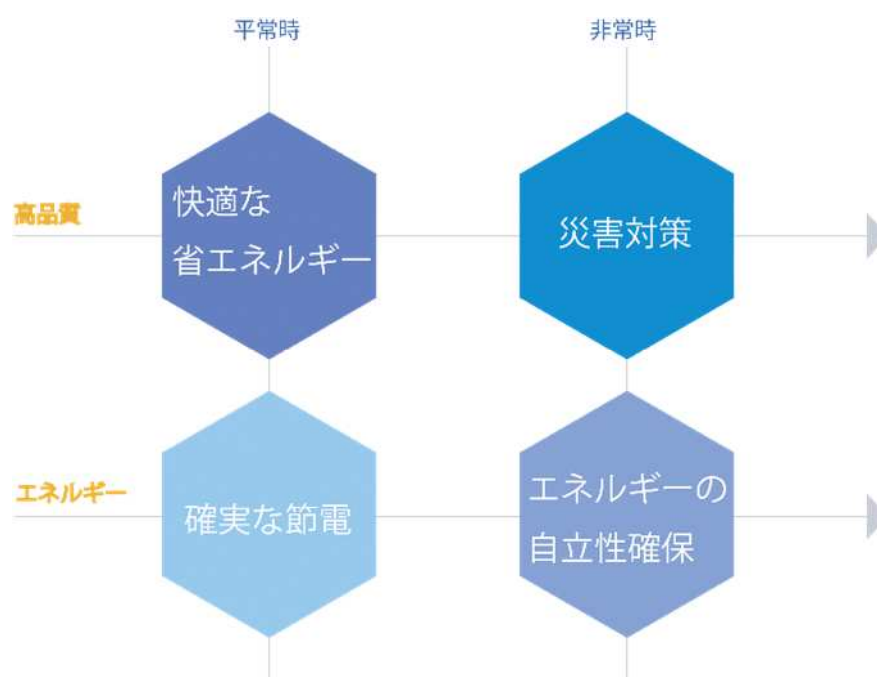 平常時
非常時
高品質
快適な
省エネルギー
災害対策
エネルギー
確実な節電
エネルギーの
自立性確保